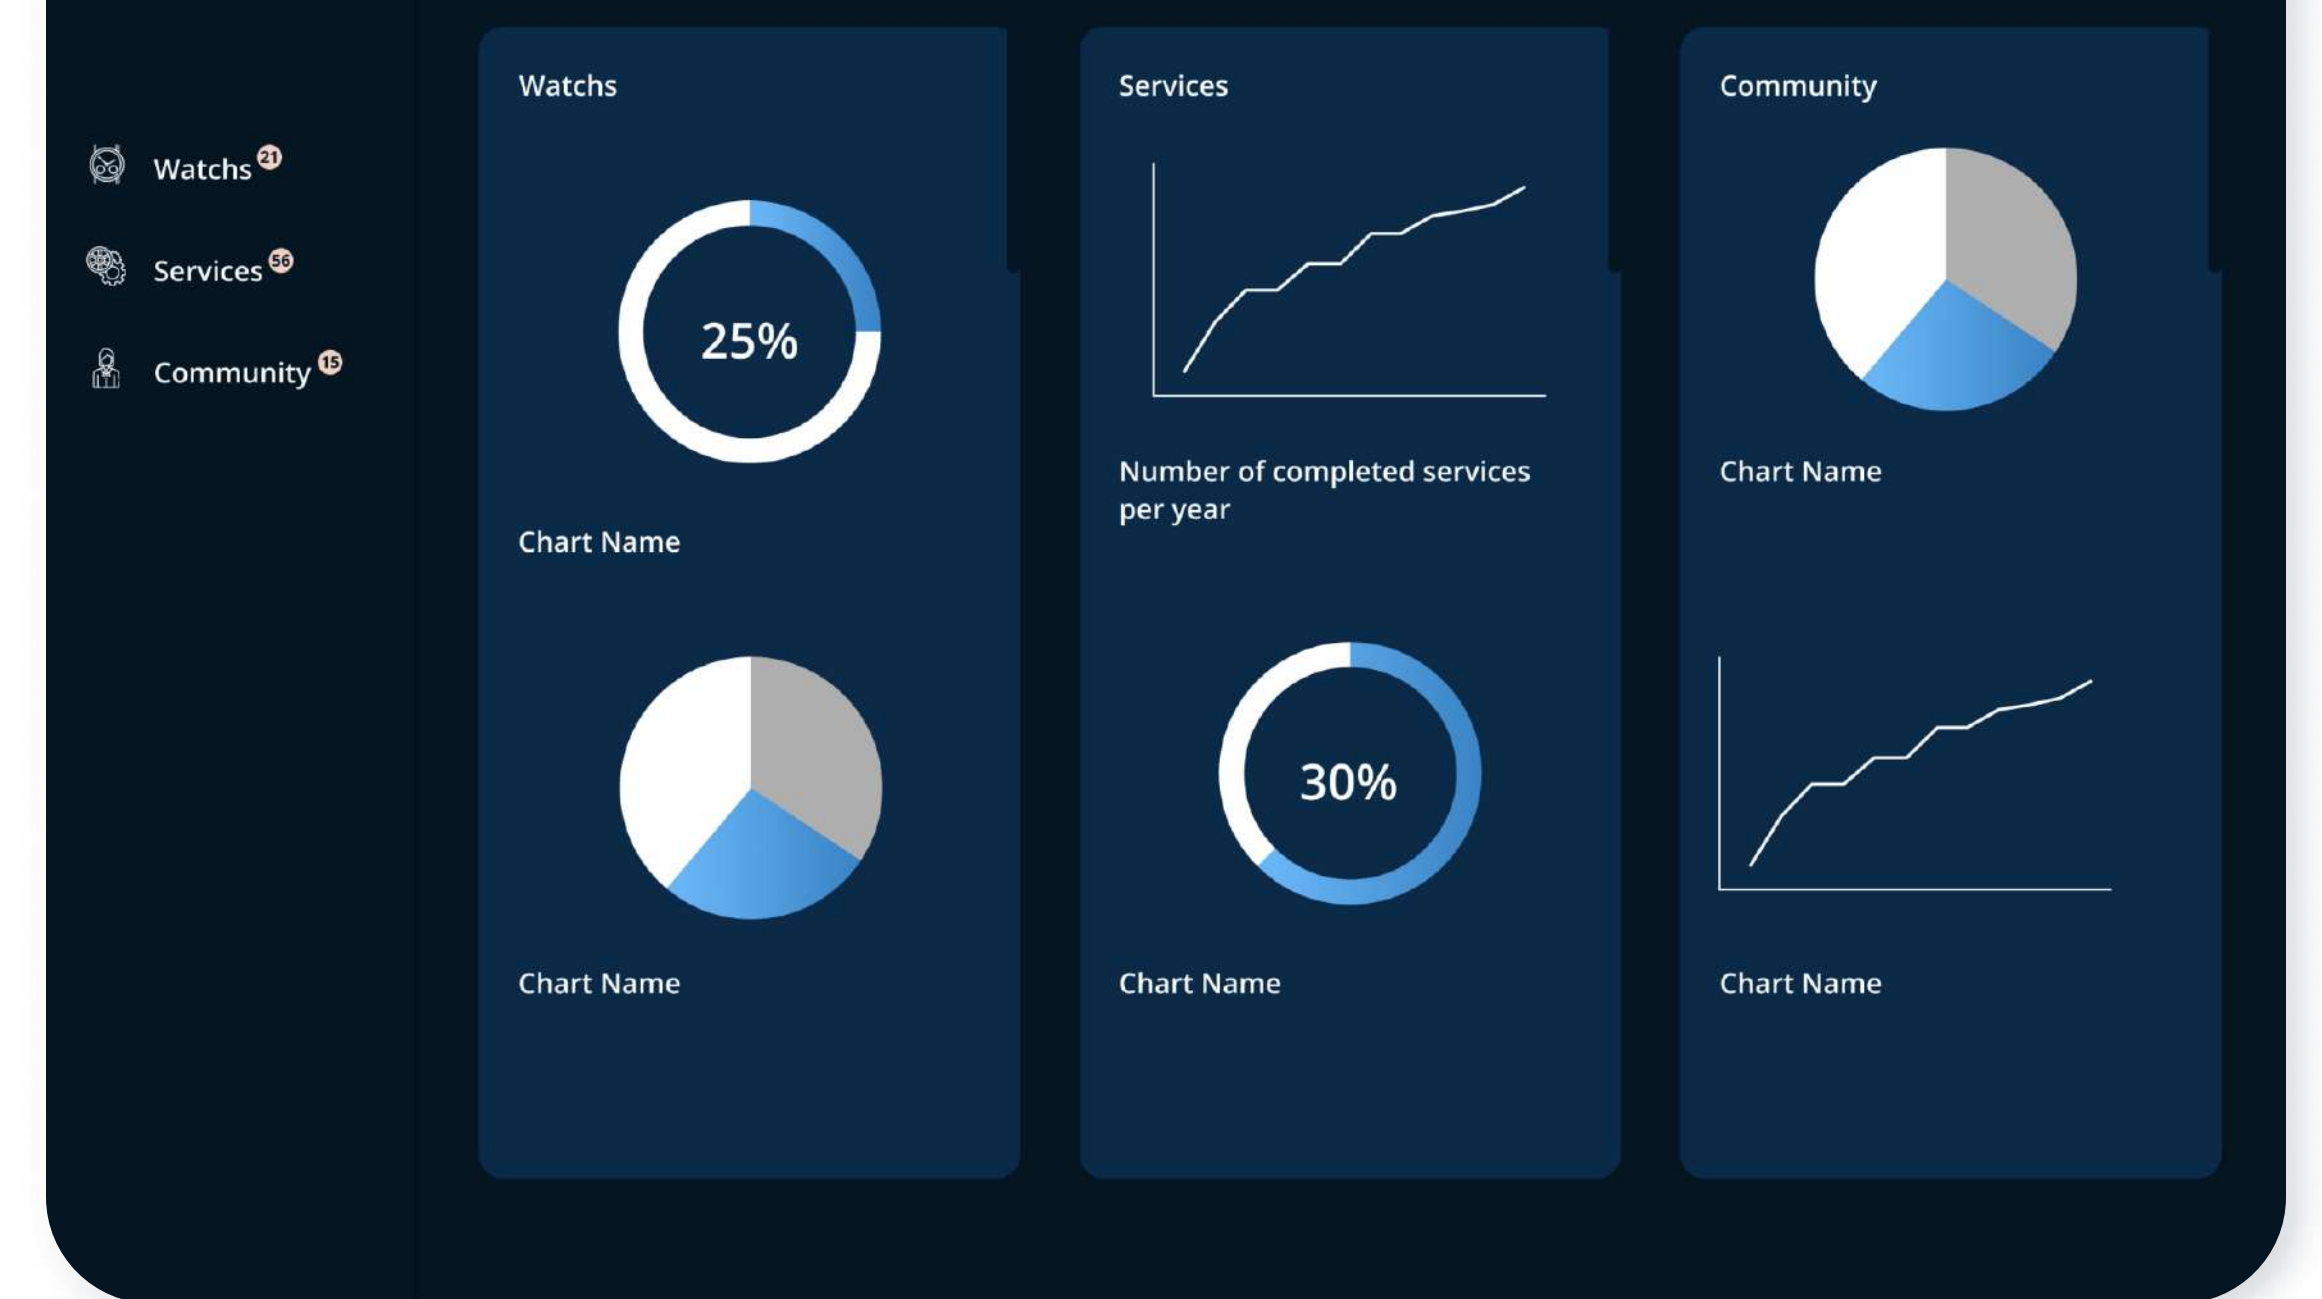 Watchs 21
Services 56
Community 15
Watchs
25%
Chart Name
Chart Name
Services
Number of completed services
per year
30%
Chart Name
Community
Chart Name
Chart Name